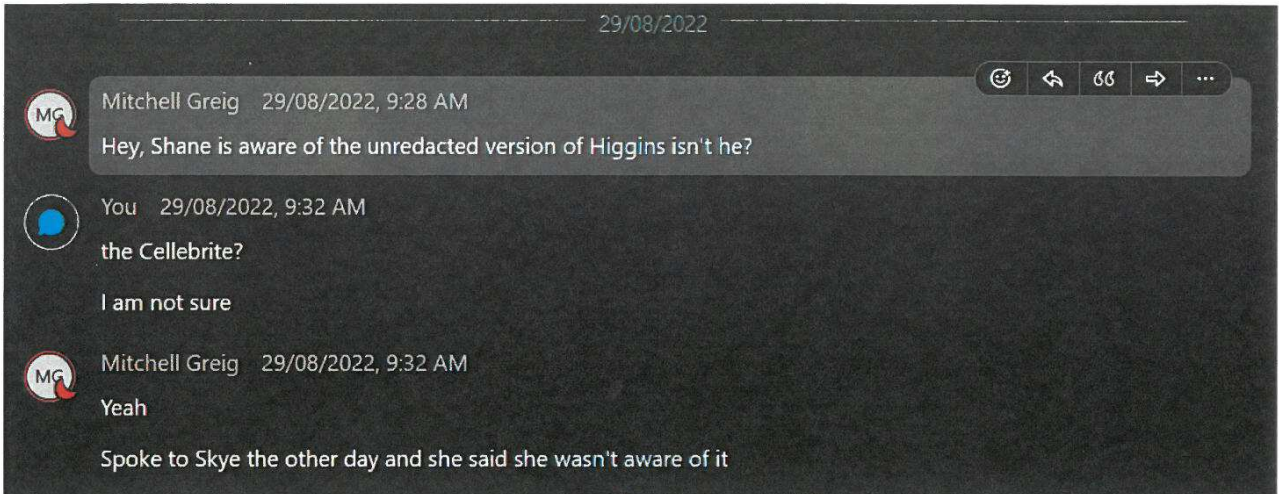 29/08/2022
Mitchell Greig 29/08/2022, 9:28 AM
MG
Hey, Shane is aware of the unredacted version of Higgins isn't he?
You 29/08/2022, 9:32 AM
the Cellebrite?
I am not sure
Mitchell Greig 29/08/2022, 9:32 AM
MG
Yeah
Spoke to Skye the other day and she said she wasn't aware of it